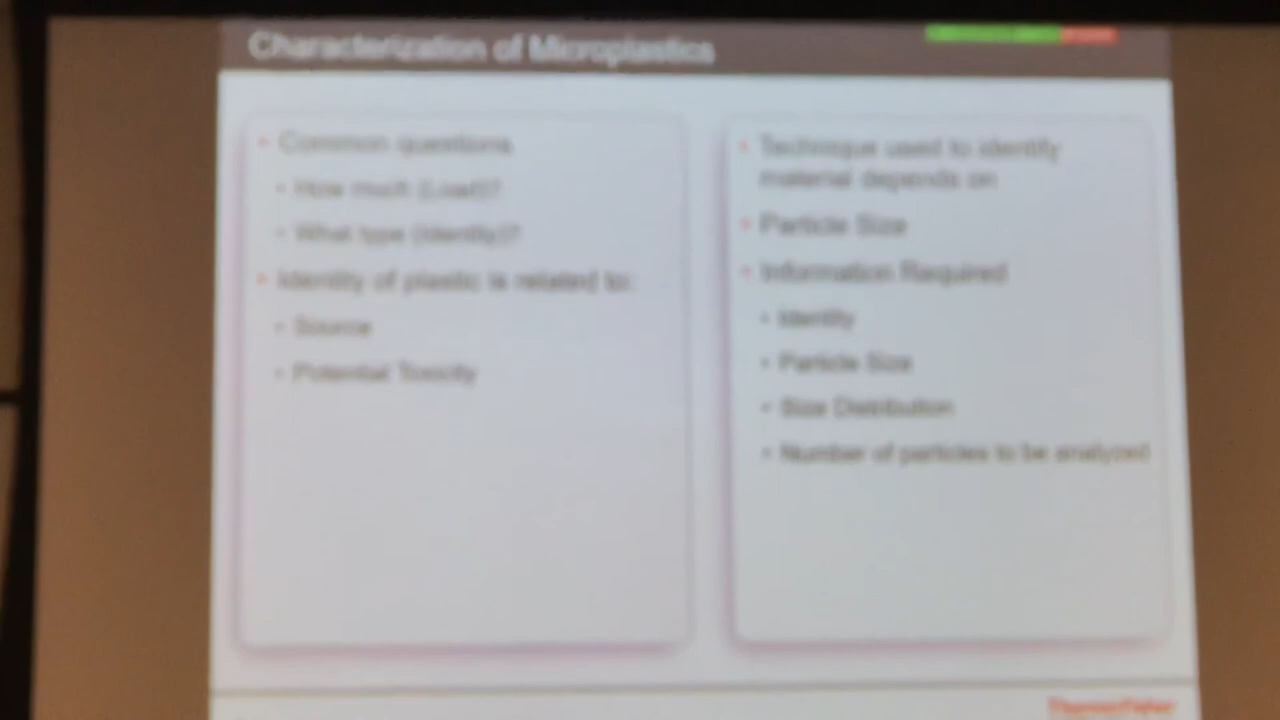 Characterization of Microplastics
Common questions
How much (Load)?
What type (Identity)?
Identity of plastic is related to:
Source
Potential Toxicity
Technique used to identify
material depends on
Particle Size
Information Required
Identity
Particle Size
Size Distribution
Number of particles to be analyzed
ThermoFisher